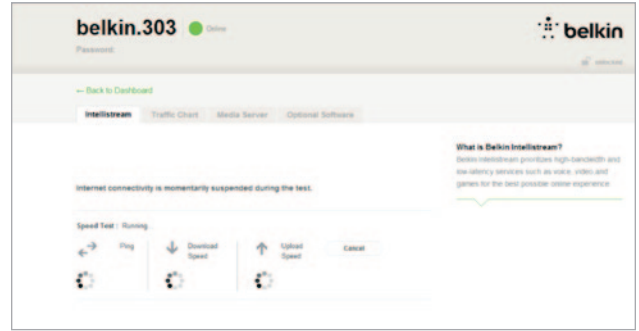 belkin.303 Online
belkin
Password:
← Back to Dashboard
Intellistream Traffic Chart Media Server Optional Software
What is Belkin Intellistream?
Belkin Intellistream prioritizes high-bandwidth and
low-latency services such as voice, video and
games for the best possible online experience
Internet connectivity is momentarily suspended during the test.
Speed Test : Running...
Ping Download Speed Upload Speed Cancel